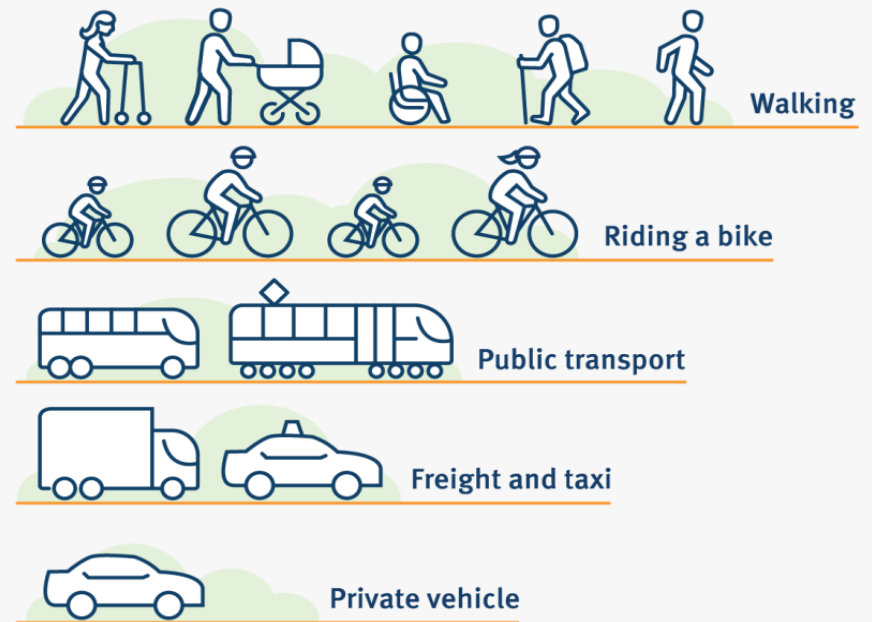 Walking
Riding a bike
Public transport
Freight and taxi
Private vehicle